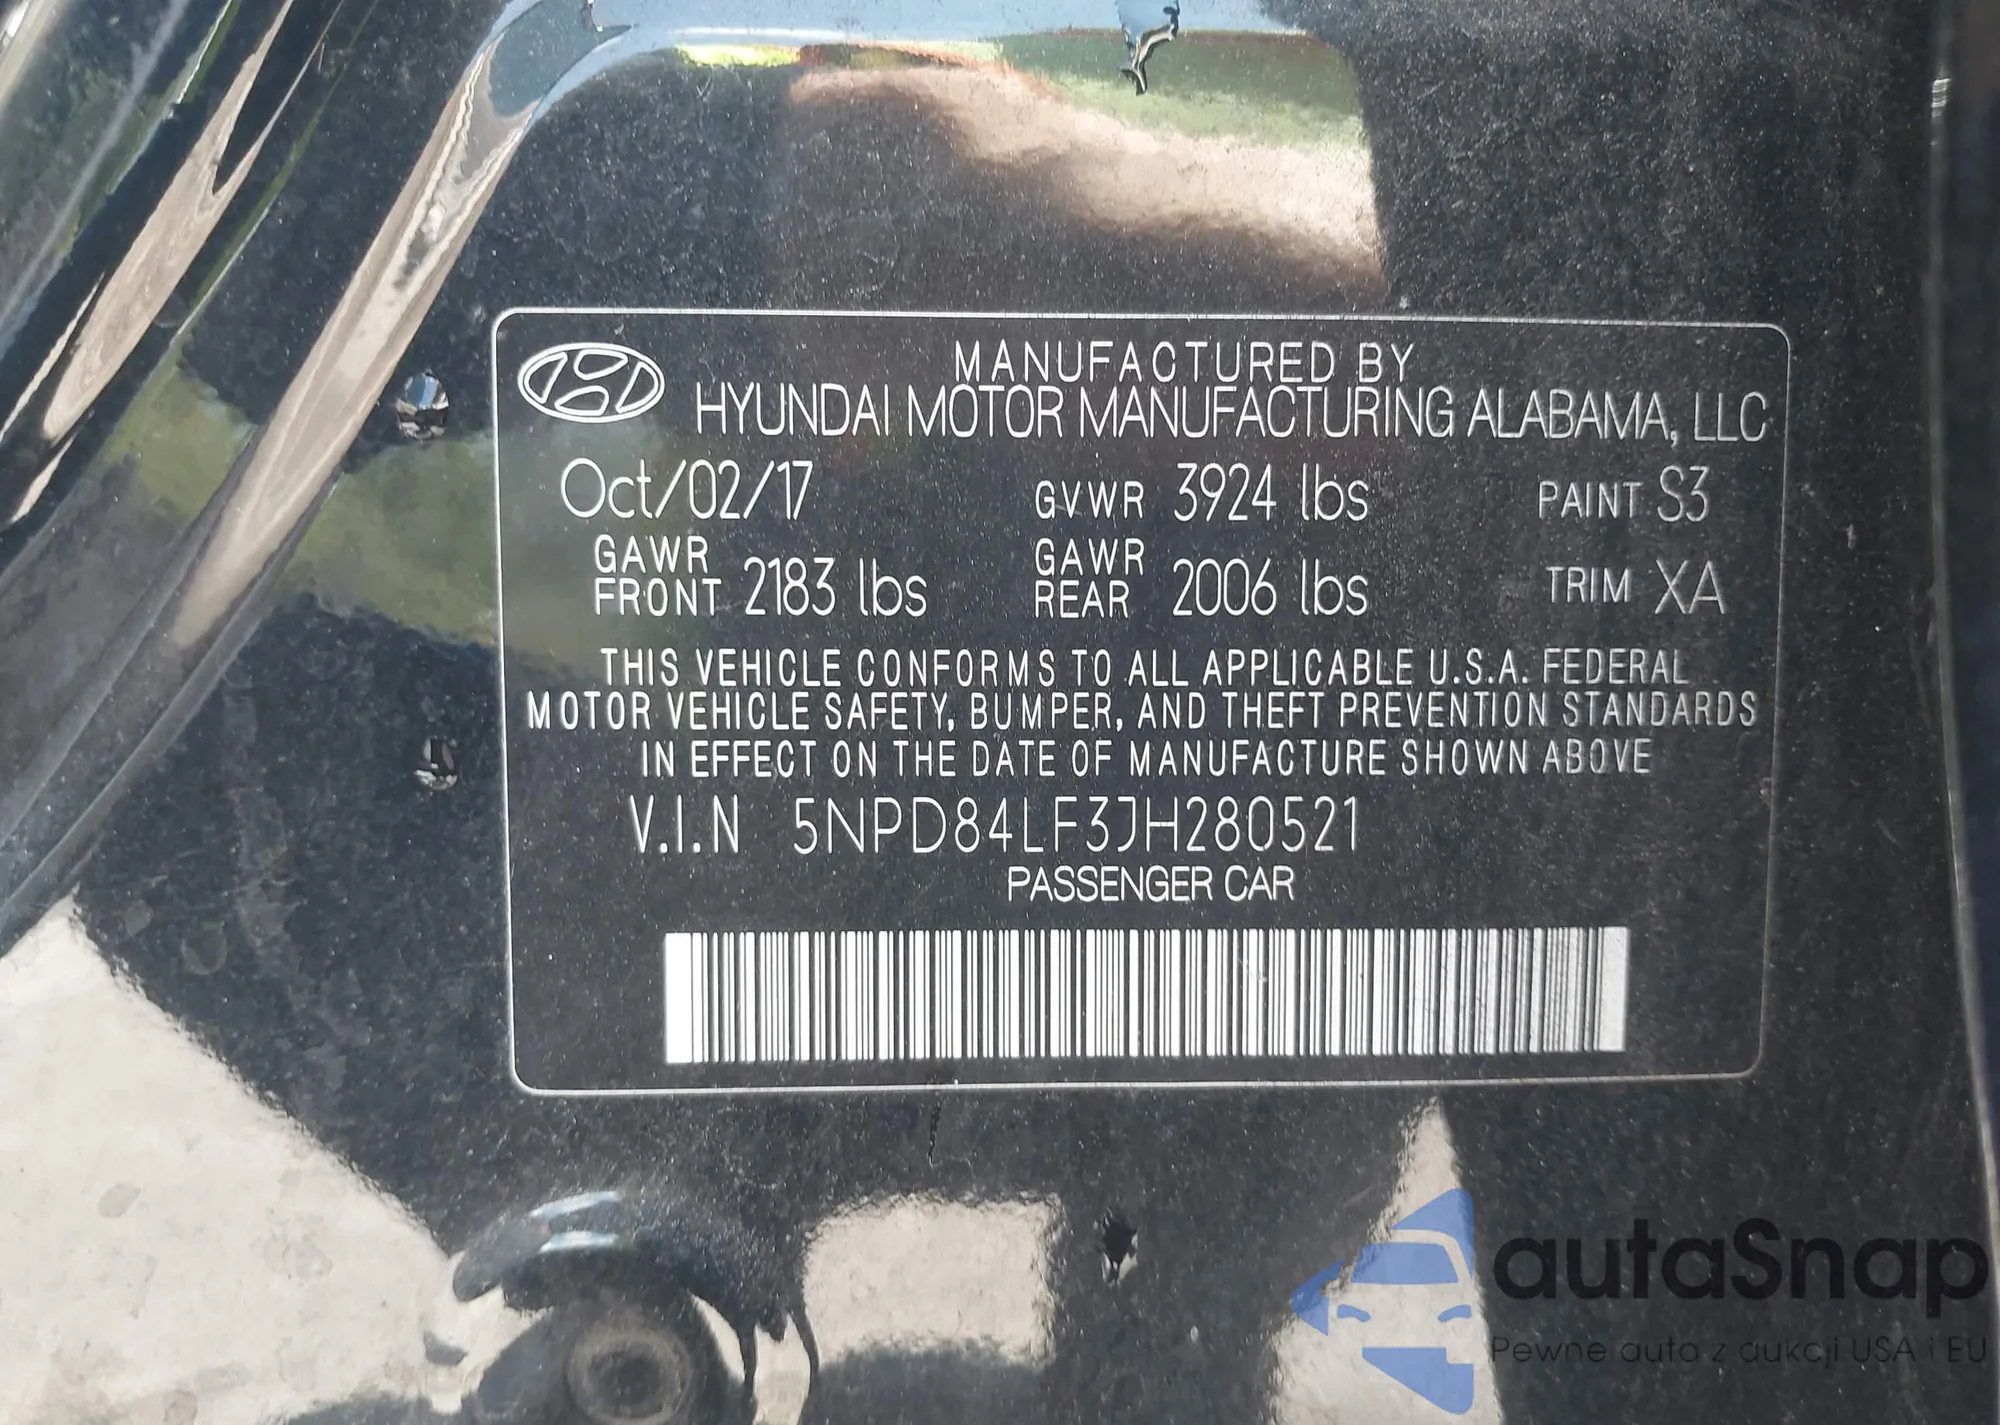 MANUFACTURED BY
HYUNDAI MOTOR MANUFACTURING ALABAMA, LLC
Oct/02/17 GVWR 3924 lbs PAINT S3
GAWR FRONT 2183 lbs GAWR REAR 2006 lbs TRIM XA
THIS VEHICLE CONFORMS TO ALL APPLICABLE U.S.A. FEDERAL
MOTOR VEHICLE SAFETY, BUMPER, AND THEFT PREVENTION STANDARDS
IN EFFECT ON THE DATE OF MANUFACTURE SHOWN ABOVE
V.I.N 5NPD84LF3JH280521
PASSENGER CAR
autaSnap
Pewne auta z aukcji USA i EU